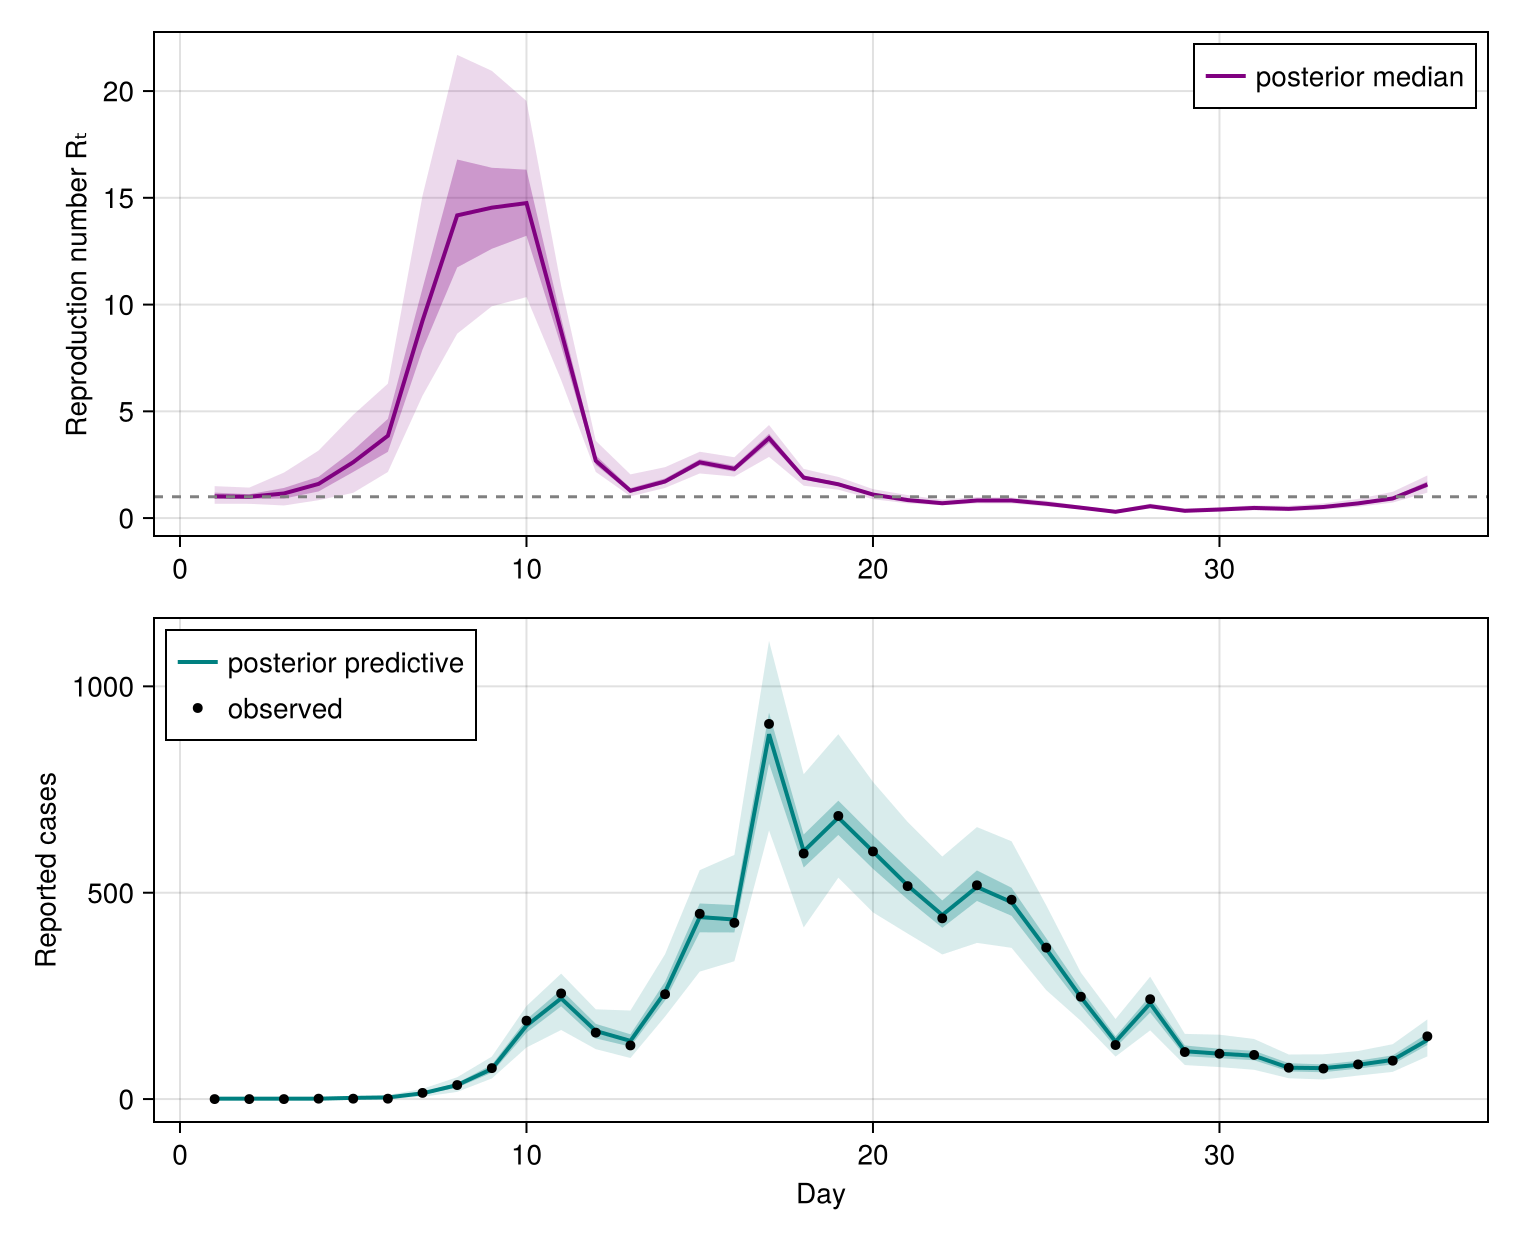 posterior median
Reproduction number Rₜ
20
15
10
5
0
0 10 20 30
posterior predictive
observed
Reported cases
1000
500
0
0 10 20 30
Day